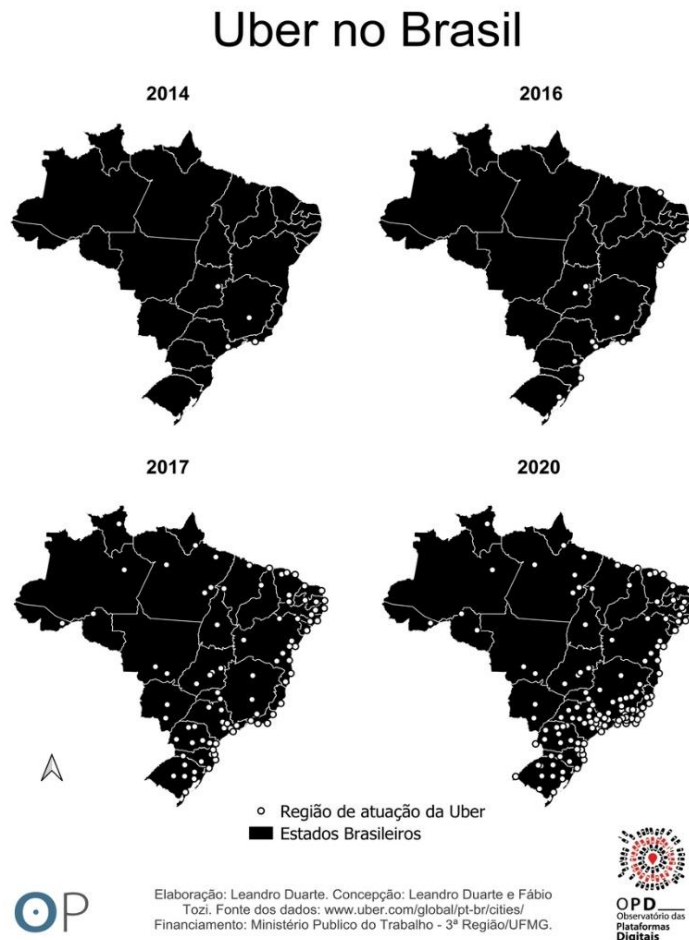 Uber no Brasil
2014
2016
2017
2020
Região de atuação da Uber
Estados Brasileiros
OP
Elaboração: Leandro Duarte. Concepção: Leandro Duarte e Fábio
Tozi. Fonte dos dados: www.uber.com/global/pt-br/cities/
Financiamento: Ministério Publico do Trabalho - 3ª Região/UFMG.
OPD
Observatório das
Plataformas
Digitais